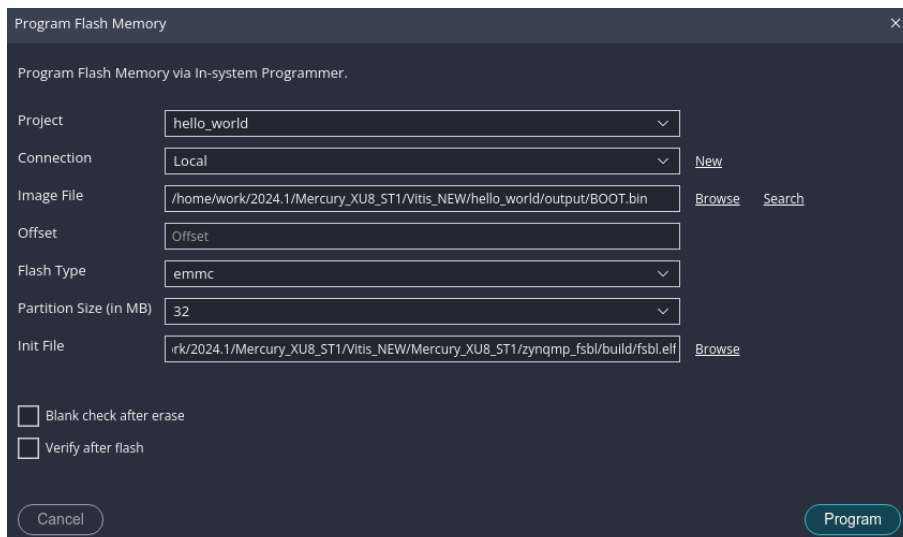 Program Flash Memory ×
Program Flash Memory via In-system Programmer.
Project hello_world
Connection Local New
Image File /home/work/2024.1/Mercury_XU8_ST1/Vitis_NEW/hello_world/output/BOOT.bin Browse Search
Offset Offset
Flash Type emmc
Partition Size (in MB) 32
Init File rk/2024.1/Mercury_XU8_ST1/Vitis_NEW/Mercury_XU8_ST1/zynqmp_fsbl/build/fsbl.elf Browse
Blank check after erase
Verify after flash
Cancel Program